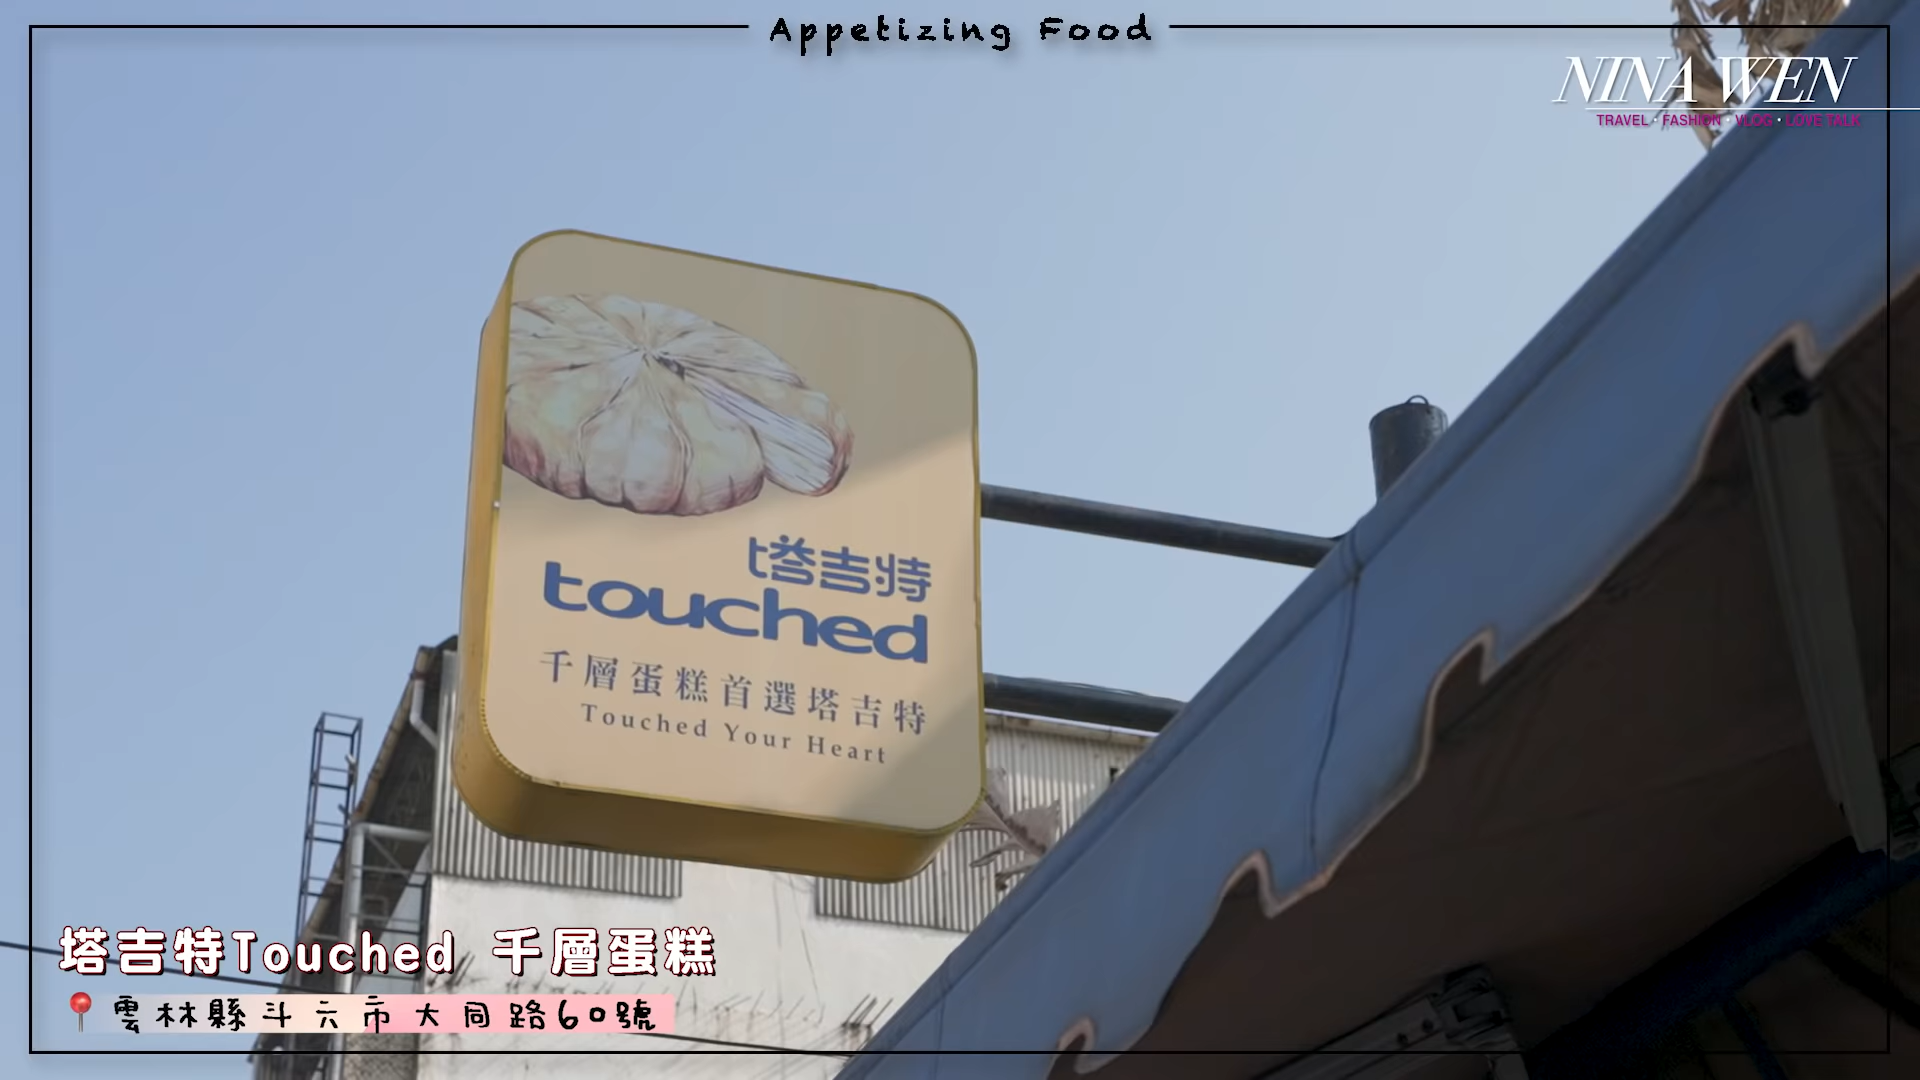 Appetizing Food
NINA WEN
TRAVEL · FASHION · VLOG · LOVE TALK
塔吉特
touched
千層蛋糕首選塔吉特
Touched Your Heart
塔吉特Touched 千層蛋糕
雲林縣斗六市大同路60號